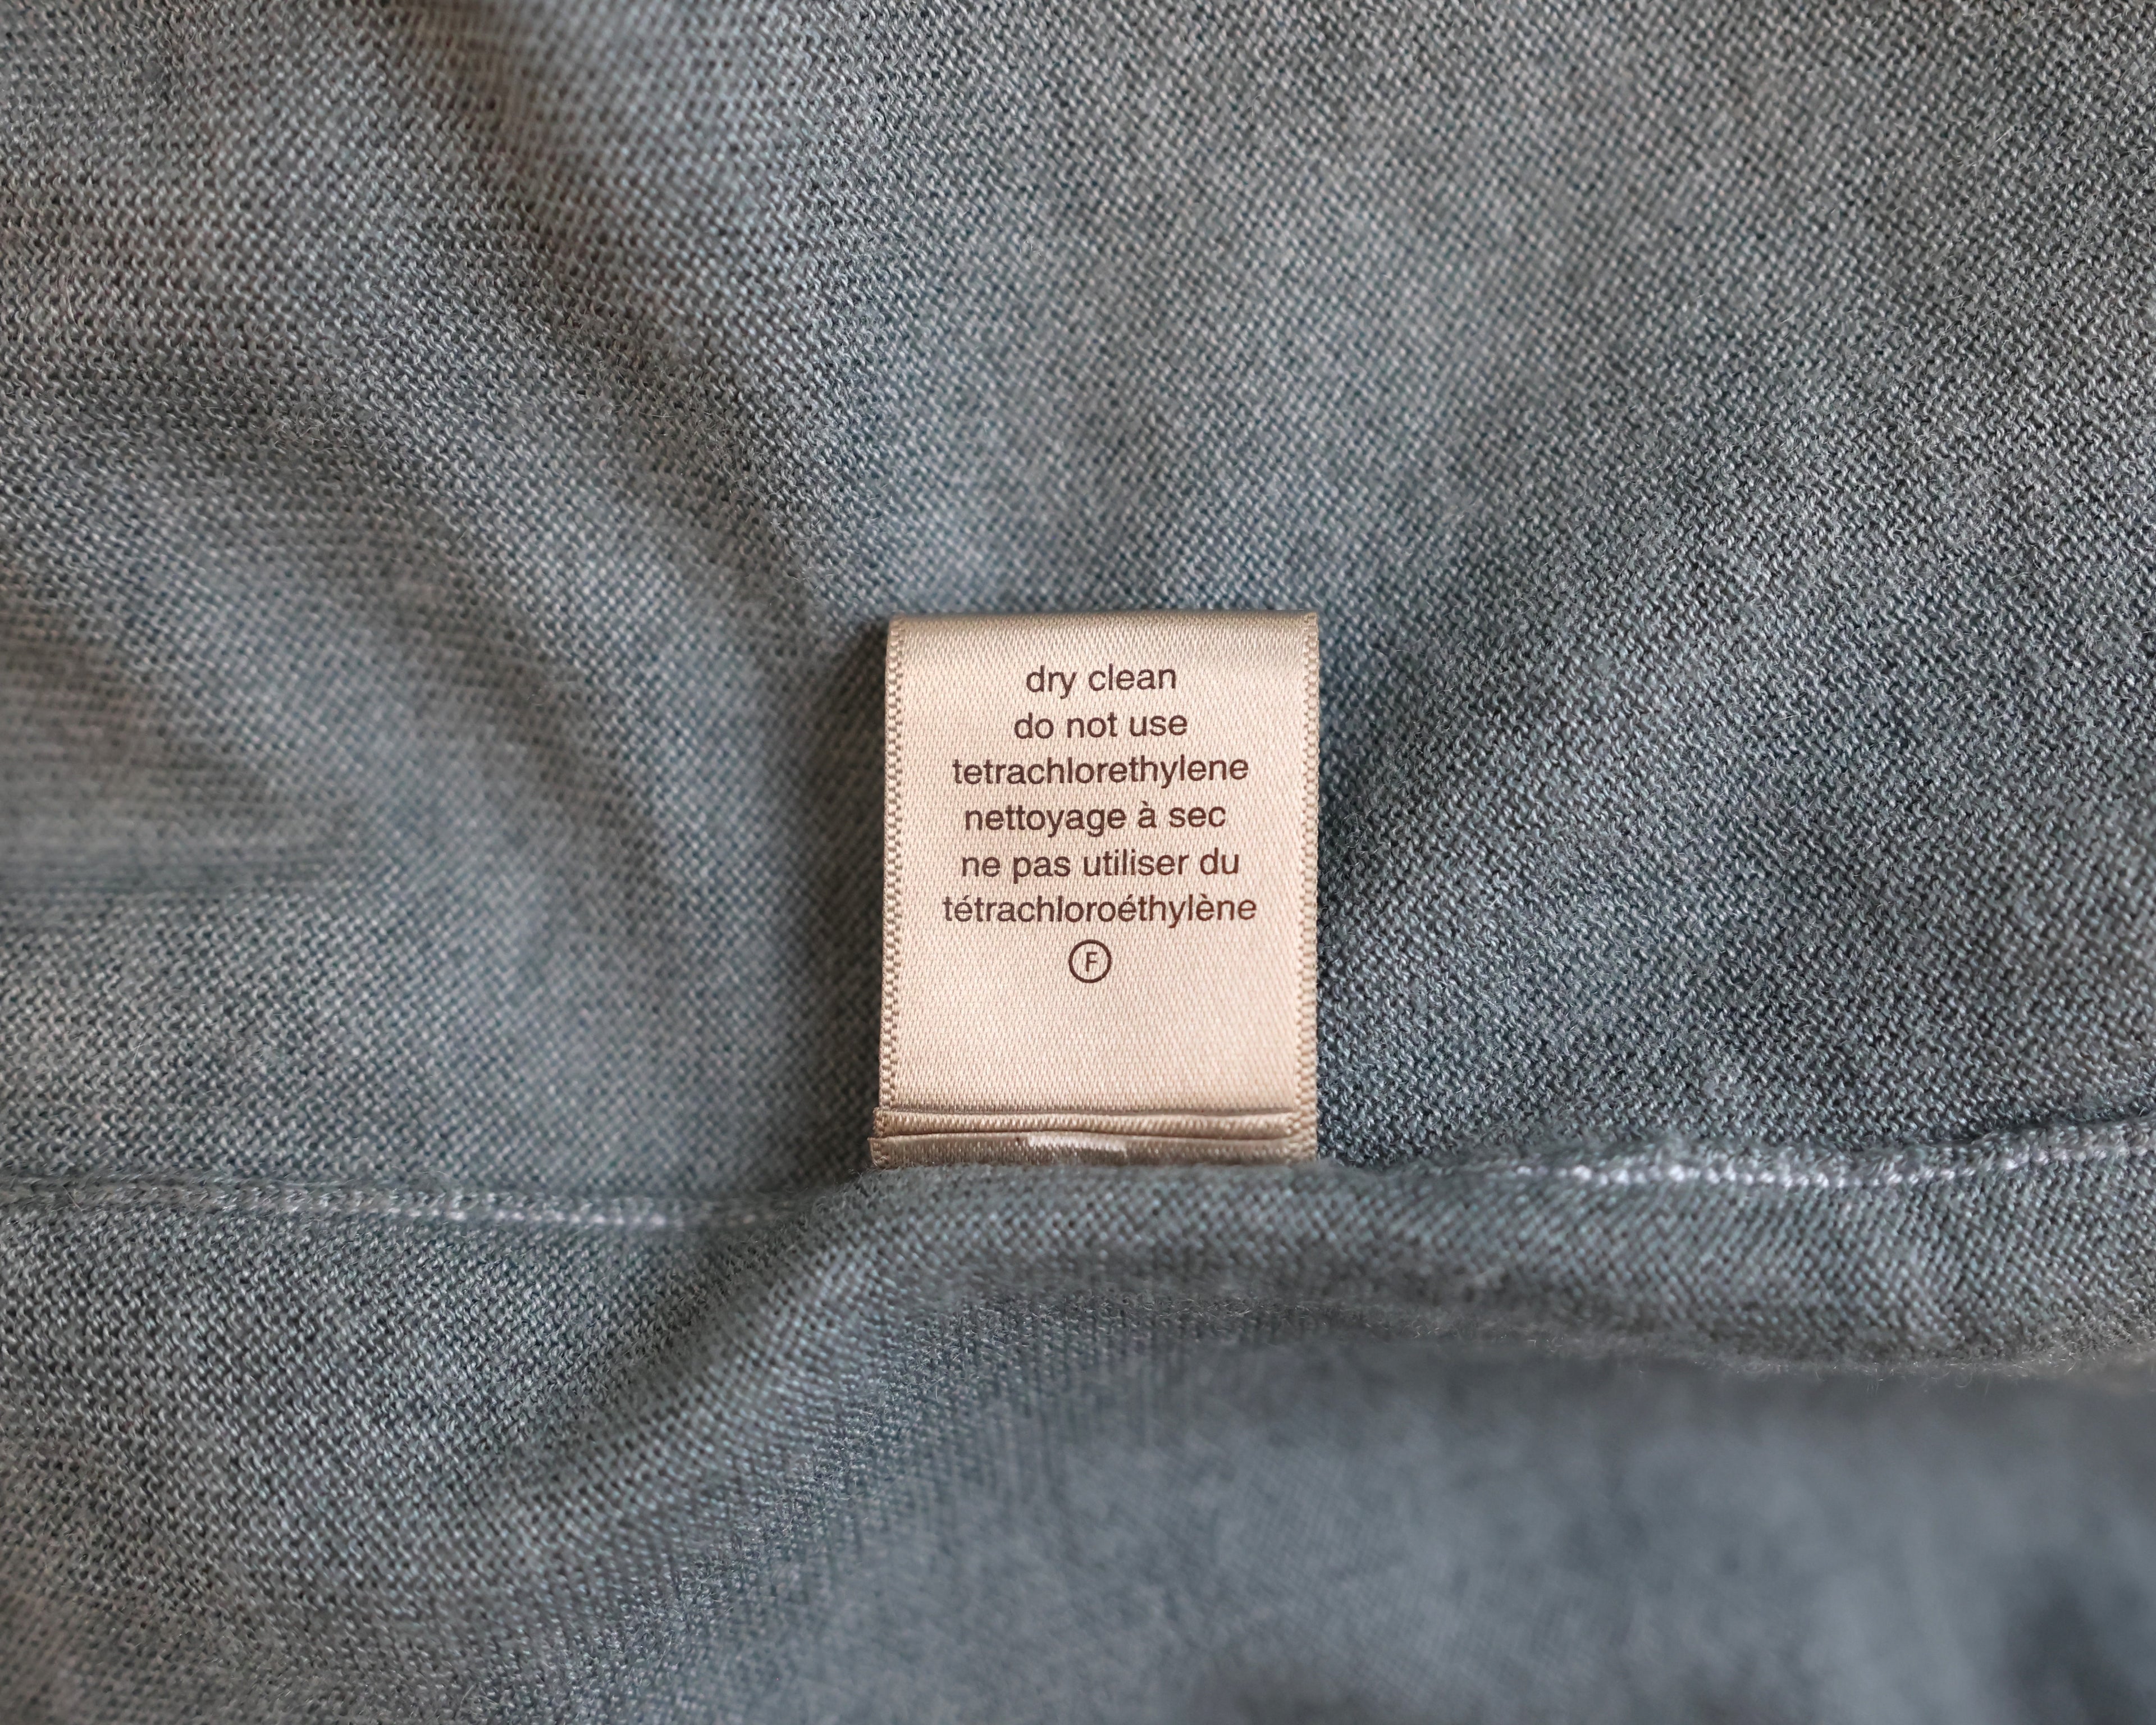 dry clean
do not use
tetrachlorethylene
nettoyage à sec
ne pas utiliser du
tétrachloroéthylène
F